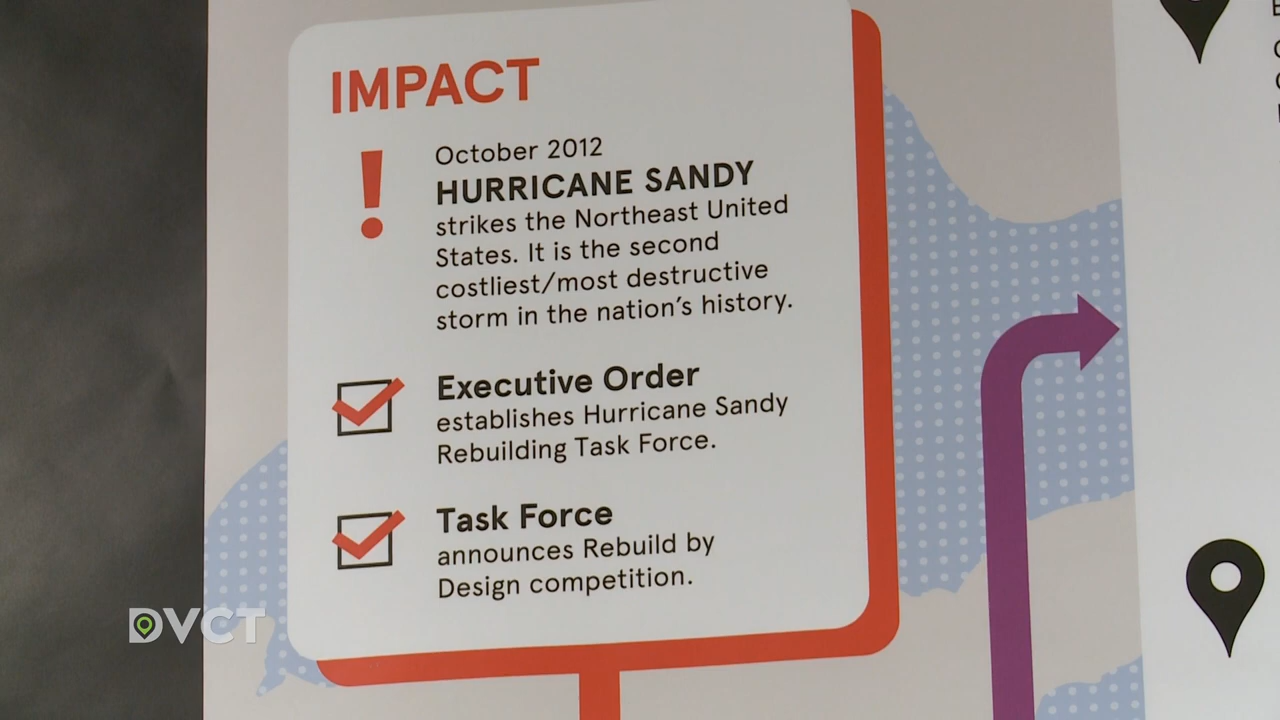 IMPACT
October 2012
HURRICANE SANDY
strikes the Northeast United
States. It is the second
costliest/most destructive
storm in the nation's history.
Executive Order
establishes Hurricane Sandy
Rebuilding Task Force.
Task Force
announces Rebuild by
Design competition.
DVCT